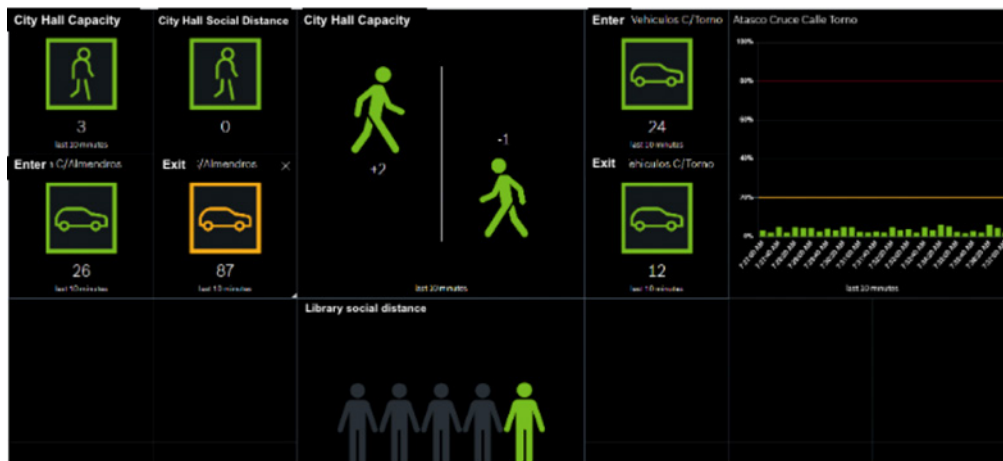 City Hall Capacity
3
last 10 minutes
City Hall Social Distance
0
City Hall Capacity
+2
-1
last 10 minutes
Enter Vehiculos C/Torno
24
last 10 minutes
Atasco Cruce Calle Torno
100%
80%
60%
40%
20%
0%
last 10 minutes
Enter C/Almendros
26
last 10 minutes
Exit /Almendros
87
last 10 minutes
Exit ehiculos C/Torno
12
last 10 minutes
Library social distance